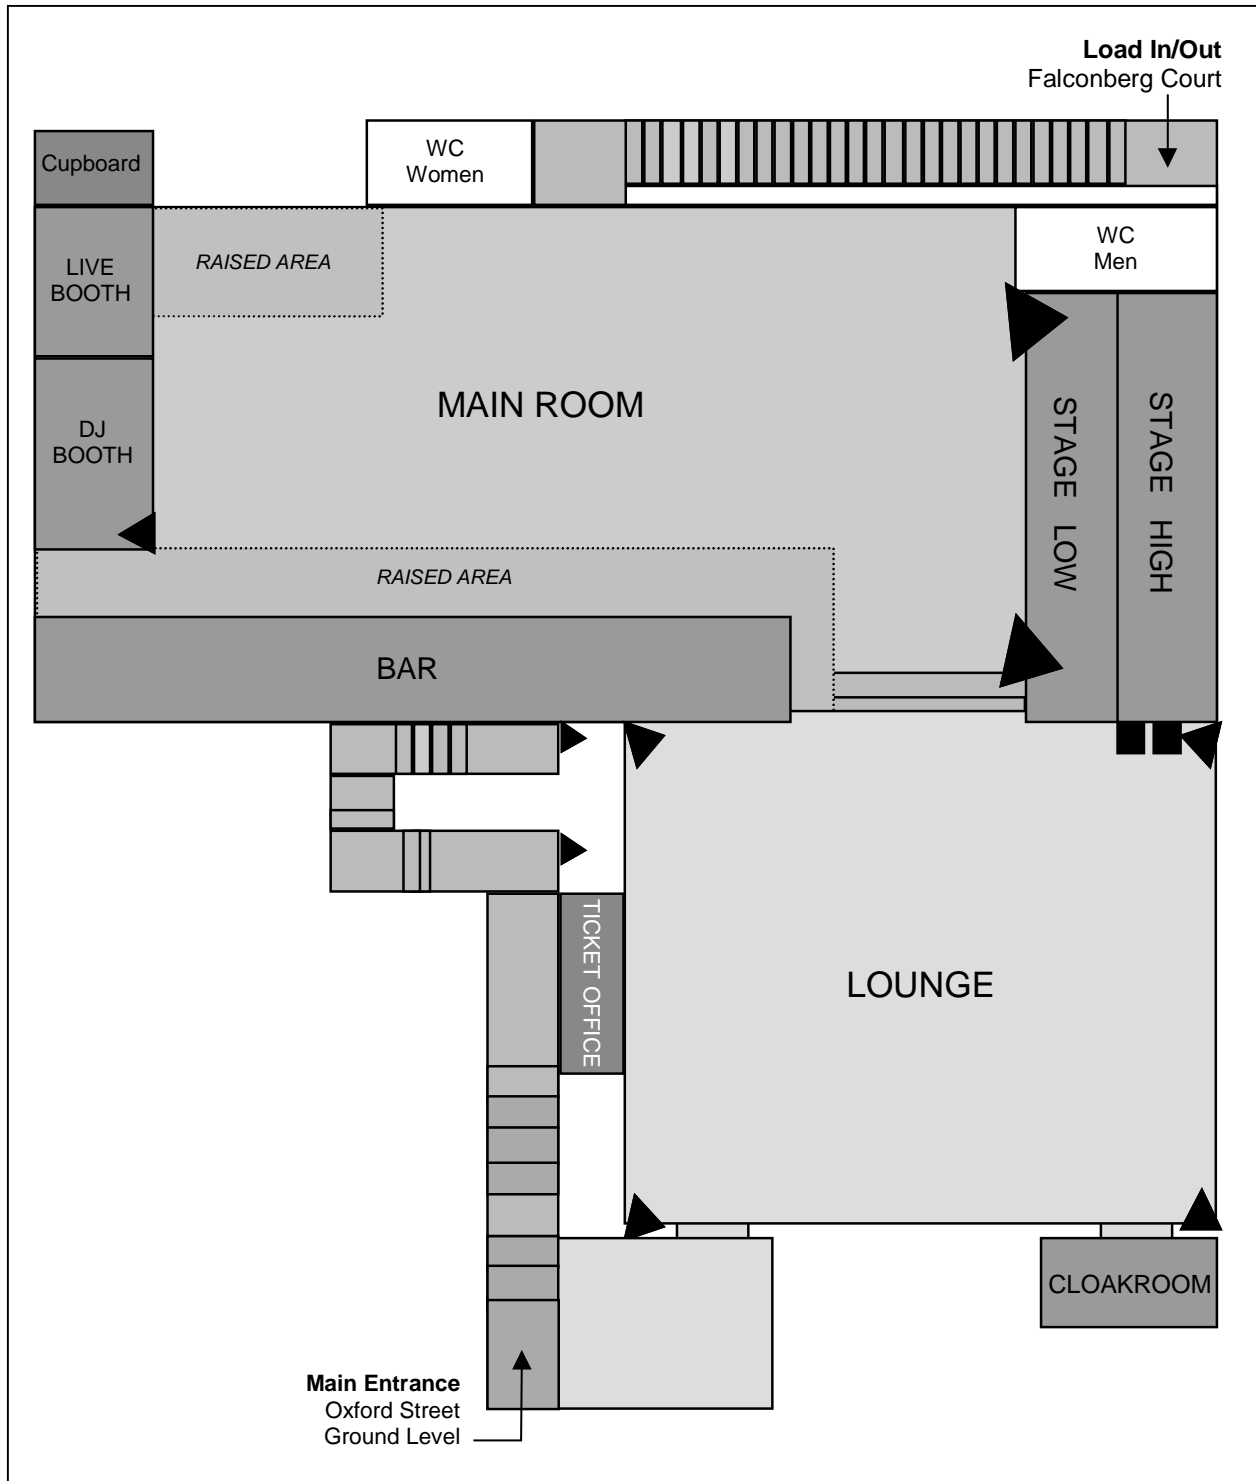 Load In/Out
Falconberg Court
Cupboard
WC
Women
WC
Men
LIVE
BOOTH
RAISED AREA
MAIN ROOM
DJ
BOOTH
STAGE LOW
STAGE HIGH
RAISED AREA
BAR
TICKET OFFICE
LOUNGE
CLOAKROOM
Main Entrance
Oxford Street
Ground Level